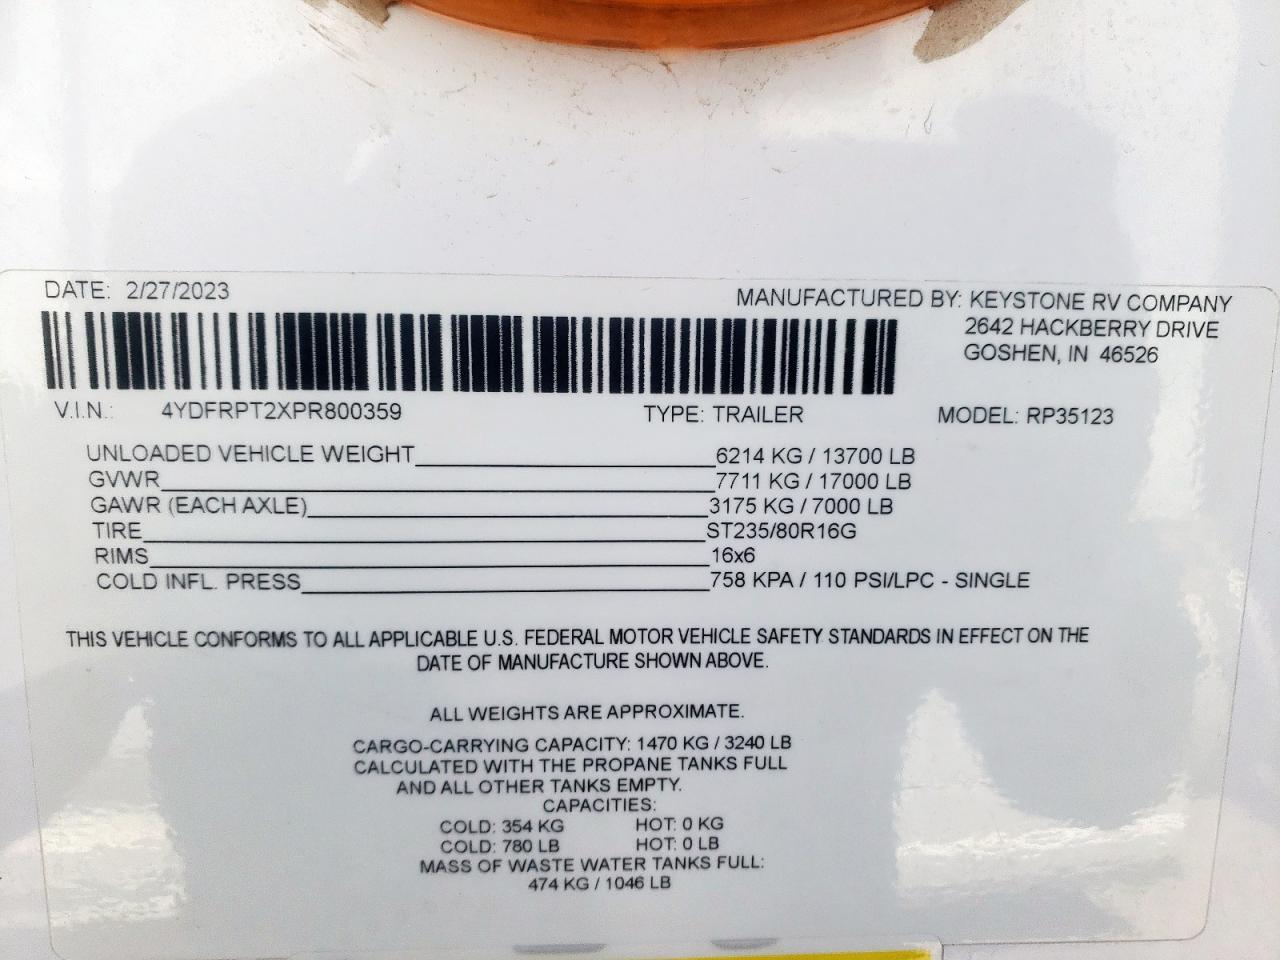 DATE: 2/27/2023
MANUFACTURED BY: KEYSTONE RV COMPANY
2642 HACKBERRY DRIVE
GOSHEN, IN 46526
V.I.N.: 4YDFRPT2XPR800359 TYPE: TRAILER MODEL: RP35123
UNLOADED VEHICLE WEIGHT 6214 KG / 13700 LB
GVWR 7711 KG / 17000 LB
GAWR (EACH AXLE) 3175 KG / 7000 LB
TIRE ST235/80R16G
RIMS 16x6
COLD INFL. PRESS 758 KPA / 110 PSI/LPC - SINGLE
THIS VEHICLE CONFORMS TO ALL APPLICABLE U.S. FEDERAL MOTOR VEHICLE SAFETY STANDARDS IN EFFECT ON THE
DATE OF MANUFACTURE SHOWN ABOVE.
ALL WEIGHTS ARE APPROXIMATE.
CARGO-CARRYING CAPACITY: 1470 KG / 3240 LB
CALCULATED WITH THE PROPANE TANKS FULL
AND ALL OTHER TANKS EMPTY.
CAPACITIES:
COLD: 354 KG HOT: 0 KG
COLD: 780 LB HOT: 0 LB
MASS OF WASTE WATER TANKS FULL:
474 KG / 1046 LB